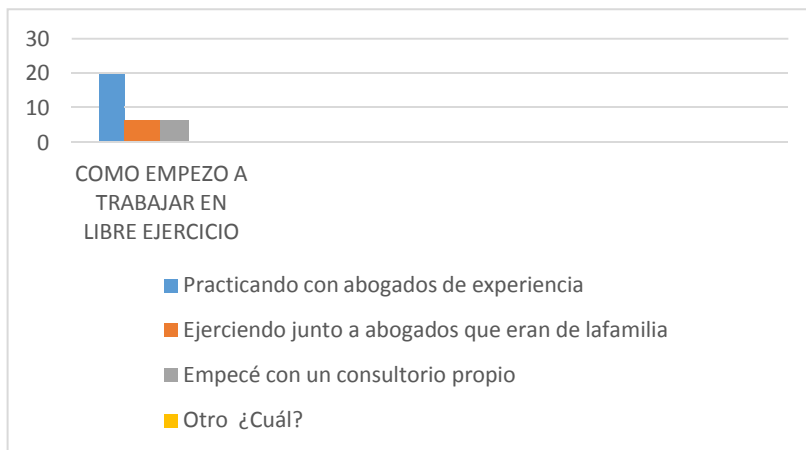 30
20
10
0
COMO EMPEZO A
TRABAJAR EN
LIBRE EJERCICIO
Practicando con abogados de experiencia
Ejerciendo junto a abogados que eran de lafamilia
Empecé con un consultorio propio
Otro ¿Cuál?